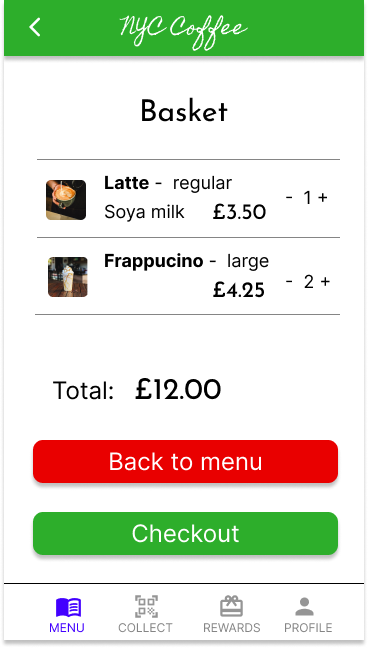 NYC Coffee
Basket
Latte - regular
Soya milk £3.50 - 1 +
Frappucino - large
£4.25 - 2 +
Total: £12.00
Back to menu
Checkout
MENU COLLECT REWARDS PROFILE